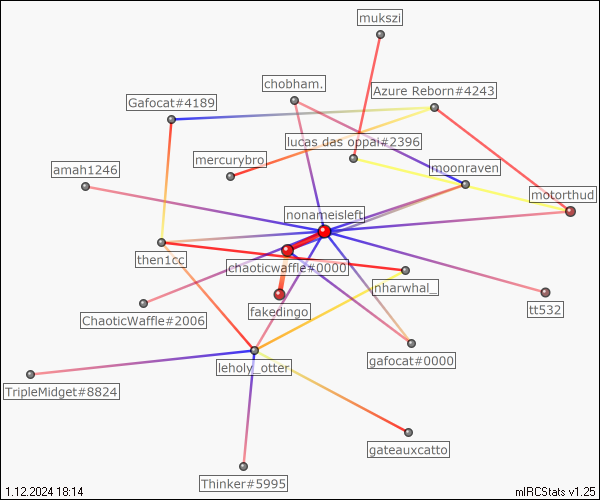 mukszi
chobham.
Azure Reborn#4243
Gafocat#4189
lucas das oppai#2396
mercurybro
amah1246
moonraven
motorthud
nonameisleft
then1cc
chaoticwaffle#0000
nharwhal_
fakedingo
tt532
ChaoticWaffle#2006
gafocat#0000
leholy_otter
TripleMidget#8824
gateauxcatto
Thinker#5995
1.12.2024 18:14
mIRCStats v1.25